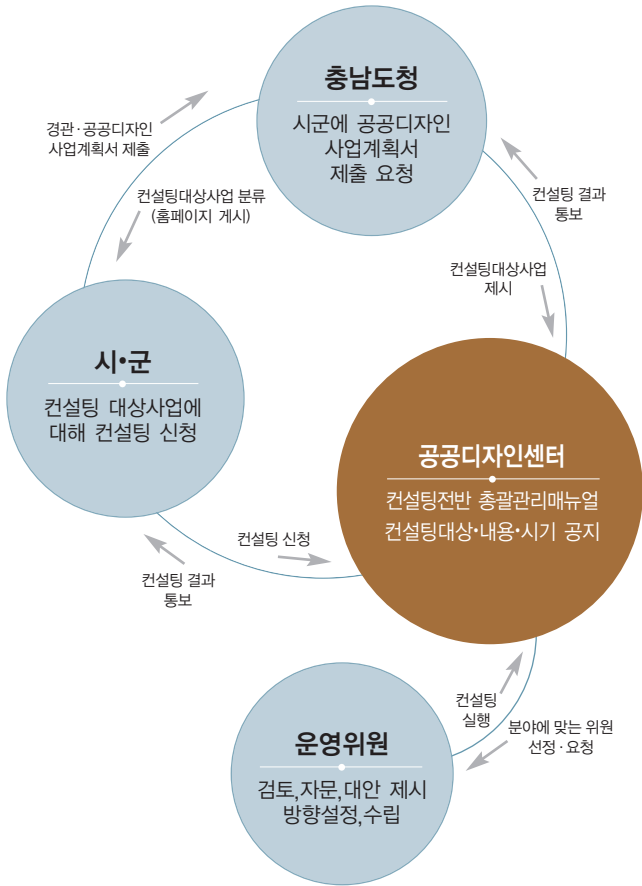 충남도청
시군에 공공디자인
사업계획서
제출 요청
경관·공공디자인
사업계획서 제출
컨설팅대상사업 분류
(홈페이지 게시)
컨설팅 결과
통보
컨설팅대상사업
제시
시·군
컨설팅 대상사업에
대해 컨설팅 신청
공공디자인센터
컨설팅전반 총괄관리매뉴얼
컨설팅대상·내용·시기 공지
컨설팅 신청
컨설팅 결과
통보
컨설팅
실행
분야에 맞는 위원
선정·요청
운영위원
검토,자문,대안 제시
방향설정,수립